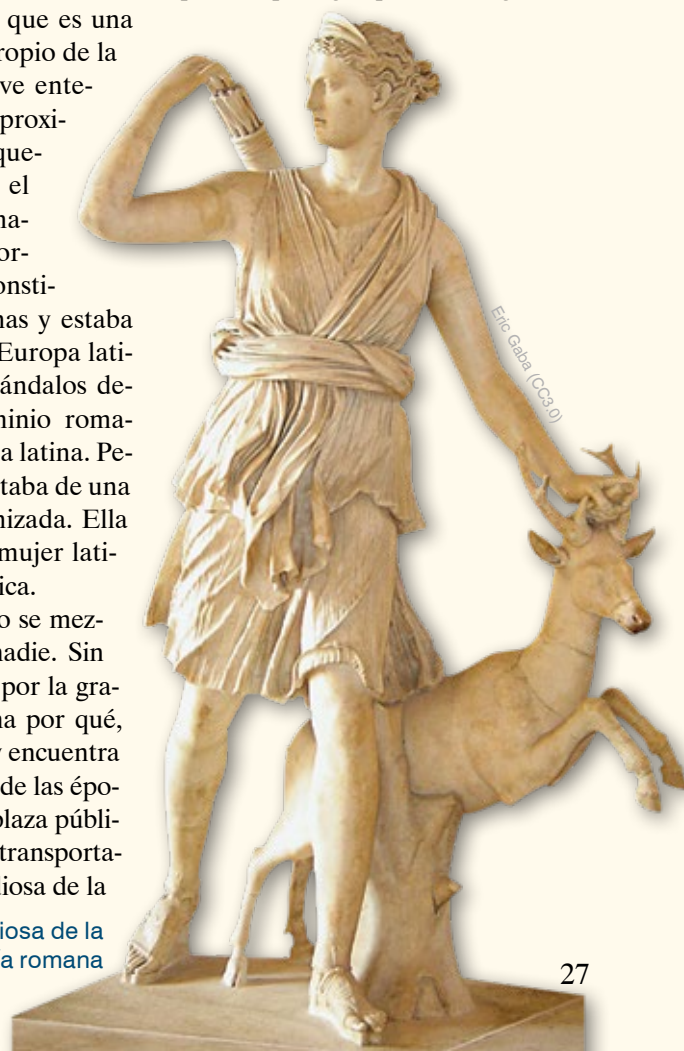 que es una
ropio de la
ve ente-
proxi-
que-
el
na-
or-
onsti-
nas y estaba
Europa lati-
ándalos de-
minio roma-
a latina. Pe-
taba de una
nizada. Ella
mujer lati-
ica.
o se mez-
nadie. Sin
por la gra-
na por qué,
encuentra
de las épo-
plaza públi-
transporta-
diosa de la
iosa de la
a romana
Eric Gaba (CC3.0)
27